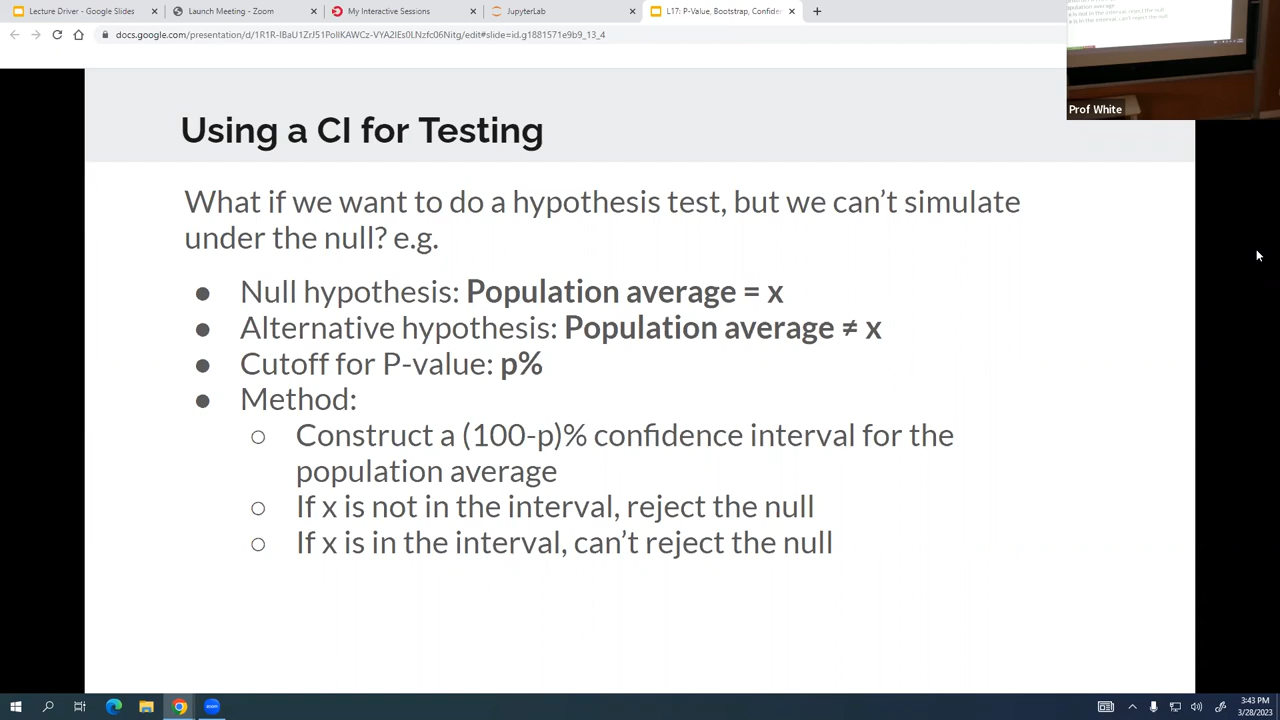 Lecture Driver - Google Slides
Launch Meeting - Zoom
My Interactive Sessions
JupyterLab
L17: P-Value, Bootstrap, Confide
Prof White
Using a CI for Testing
What if we want to do a hypothesis test, but we can't simulate
under the null? e.g.
● Null hypothesis: Population average = x
● Alternative hypothesis: Population average ≠ x
● Cutoff for P-value: p%
● Method:
○ Construct a (100-p)% confidence interval for the
population average
○ If x is not in the interval, reject the null
○ If x is in the interval, can't reject the null
zoom
3:43 PM
3/28/2023